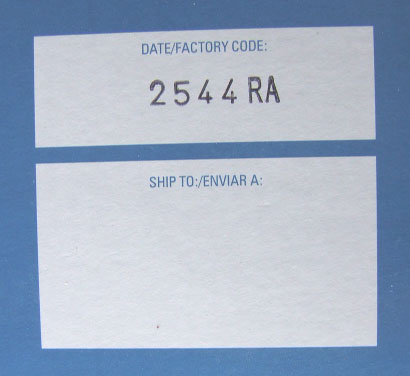 DATE/FACTORY CODE:
2544 RA
SHIP TO:/ENVIAR A: